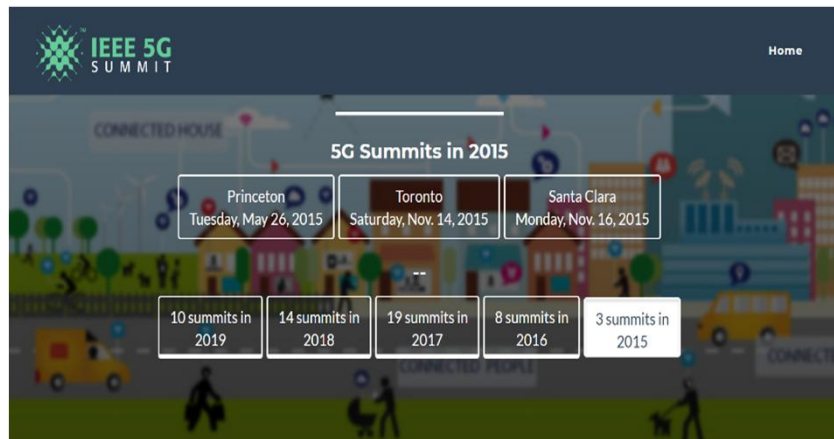 IEEE 5G
SUMMIT
Home
CONNECTED HOUSE
5G Summits in 2015
Princeton
Tuesday, May 26, 2015
Toronto
Saturday, Nov. 14, 2015
Santa Clara
Monday, Nov. 16, 2015
--
10 summits in
2019
14 summits in
2018
19 summits in
2017
8 summits in
2016
3 summits in
2015
CONNECTED PEOPLE
CONNECT